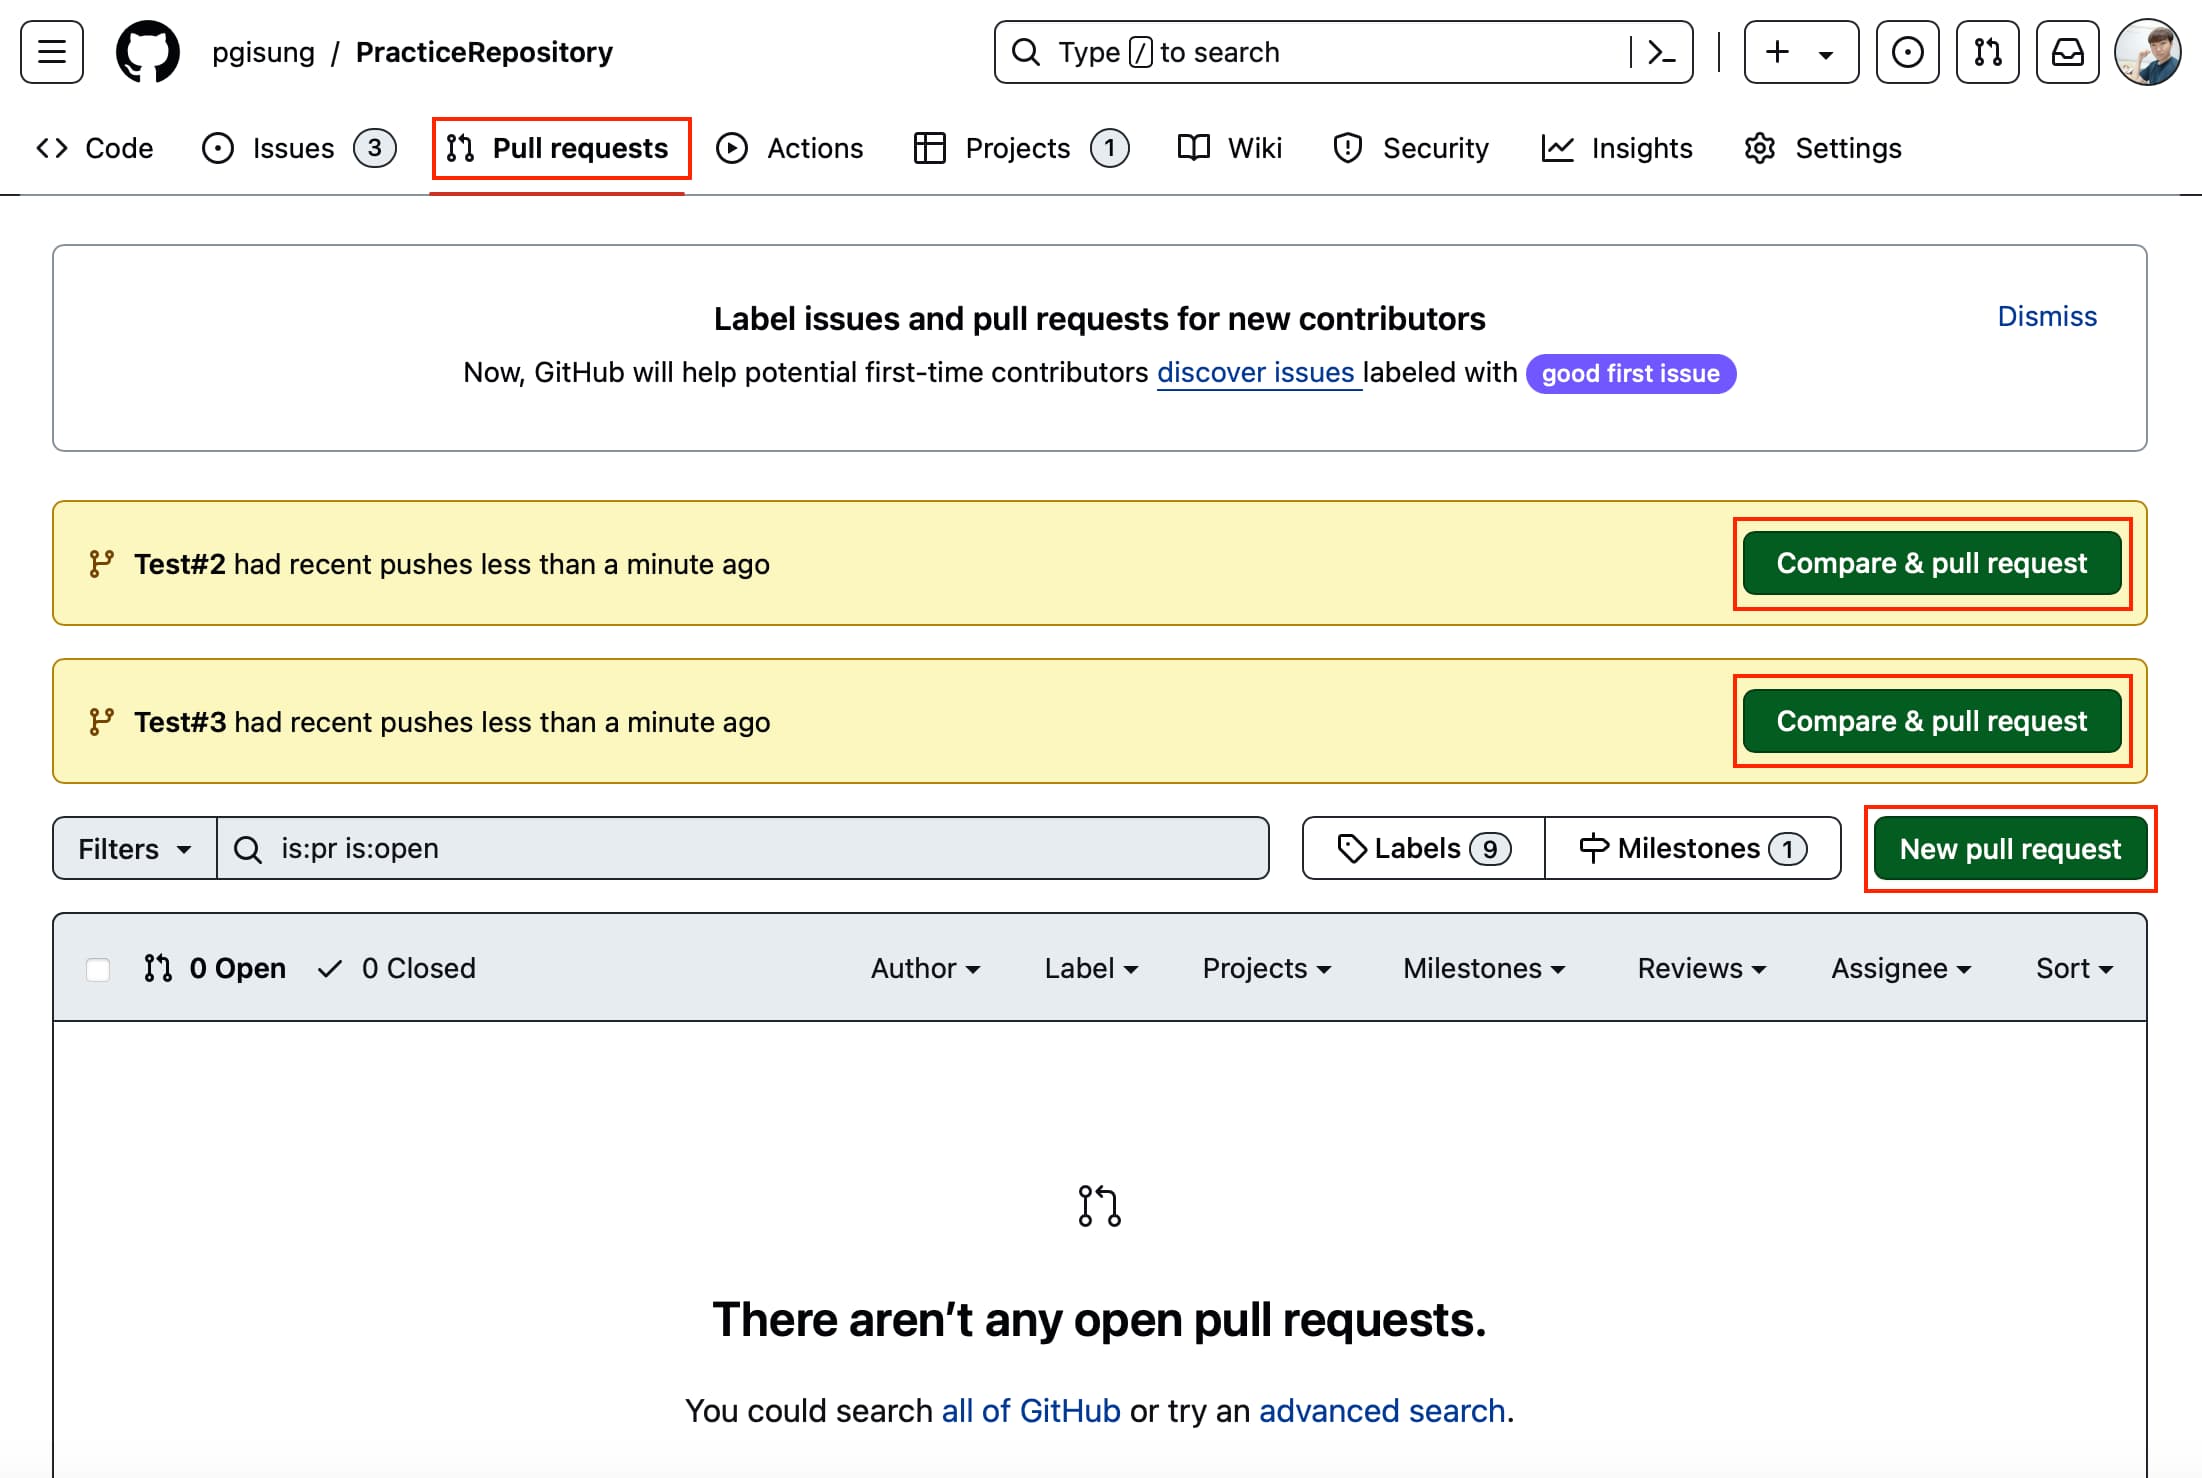 pgisung / PracticeRepository Type / to search
Code Issues 3 Pull requests Actions Projects 1 Wiki Security Insights Settings
Label issues and pull requests for new contributors
Dismiss
Now, GitHub will help potential first-time contributors discover issues labeled with good first issue
Test#2 had recent pushes less than a minute ago Compare & pull request
Test#3 had recent pushes less than a minute ago Compare & pull request
Filters is:pr is:open Labels 9 Milestones 1 New pull request
0 Open 0 Closed Author Label Projects Milestones Reviews Assignee Sort
There aren’t any open pull requests.
You could search all of GitHub or try an advanced search.